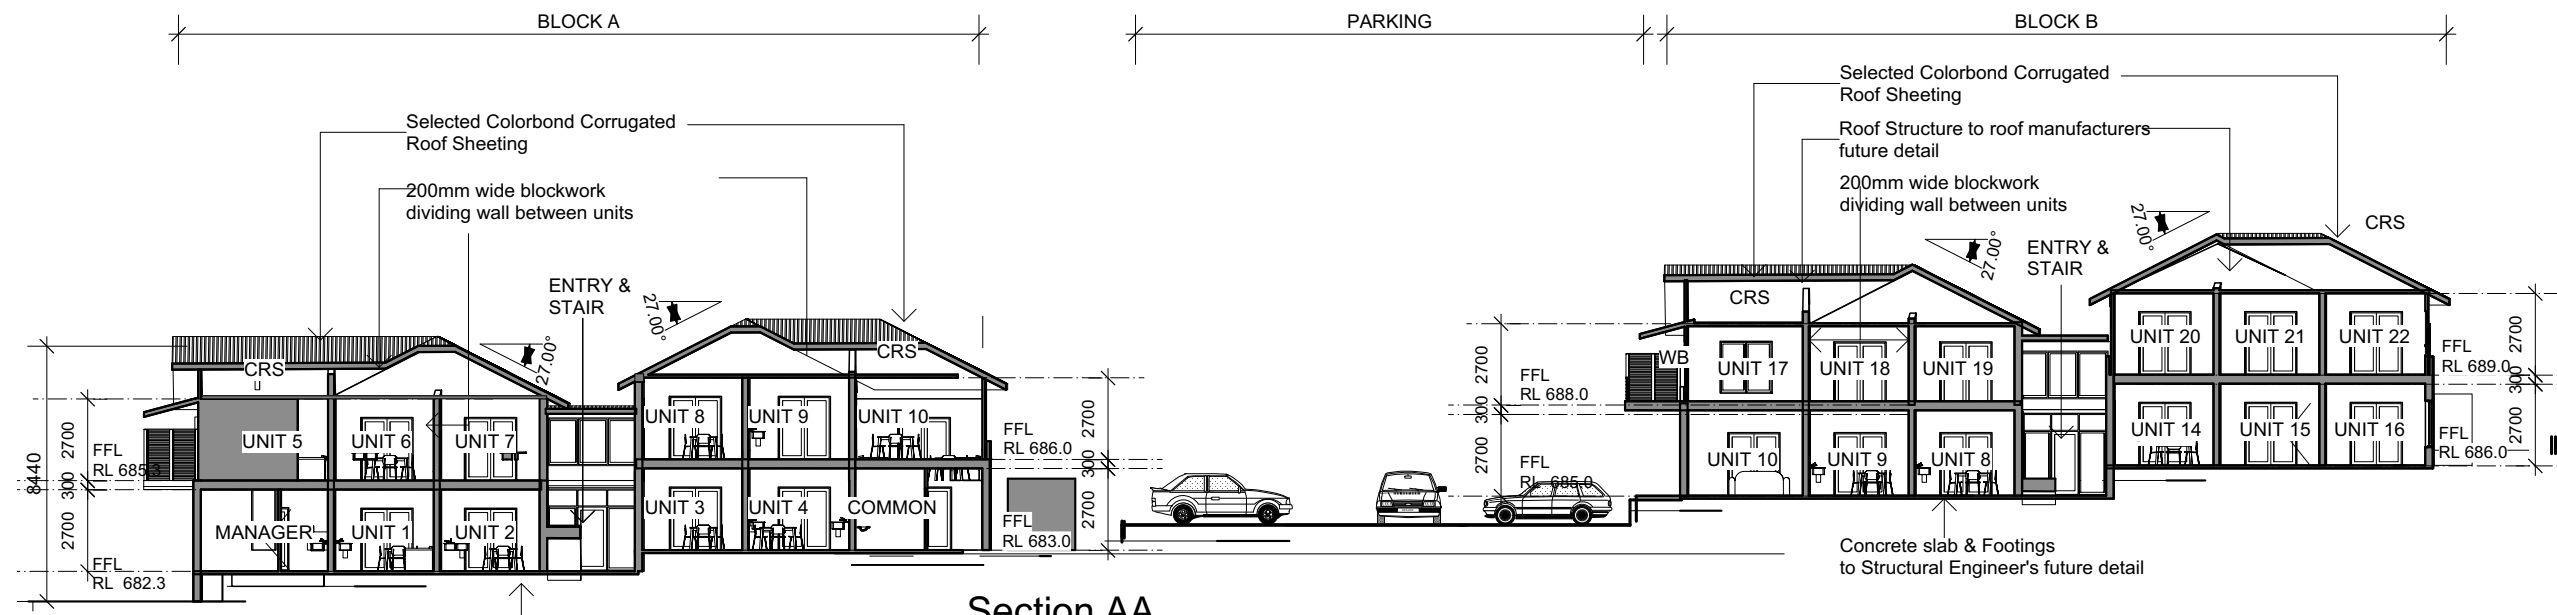 BLOCK A
PARKING
BLOCK B
Selected Colorbond Corrugated
Roof Sheeting
200mm wide blockwork
dividing wall between units
ENTRY &
STAIR
27.00°
27.00°
CRS
CRS
UNIT 5
UNIT 6
UNIT 7
UNIT 8
UNIT 9
UNIT 10
MANAGER
UNIT 1
UNIT 2
UNIT 3
UNIT 4
COMMON
8440
2700
300
2700
FFL
RL 685.3
FFL
RL 682.3
FFL
RL 686.0
FFL
RL 683.0
2700
300
2700
Selected Colorbond Corrugated
Roof Sheeting
Roof Structure to roof manufacturers
future detail
200mm wide blockwork
dividing wall between units
27.00°
27.00°
ENTRY &
STAIR
CRS
CRS
WB
UNIT 17
UNIT 18
UNIT 19
UNIT 20
UNIT 21
UNIT 22
UNIT 10
UNIT 9
UNIT 8
UNIT 14
UNIT 15
UNIT 16
2700
300
2700
FFL
RL 688.0
FFL
RL 685.0
FFL
RL 689.0
FFL
RL 686.0
2700
300
2700
Concrete slab & Footings
to Structural Engineer's future detail
Section AA